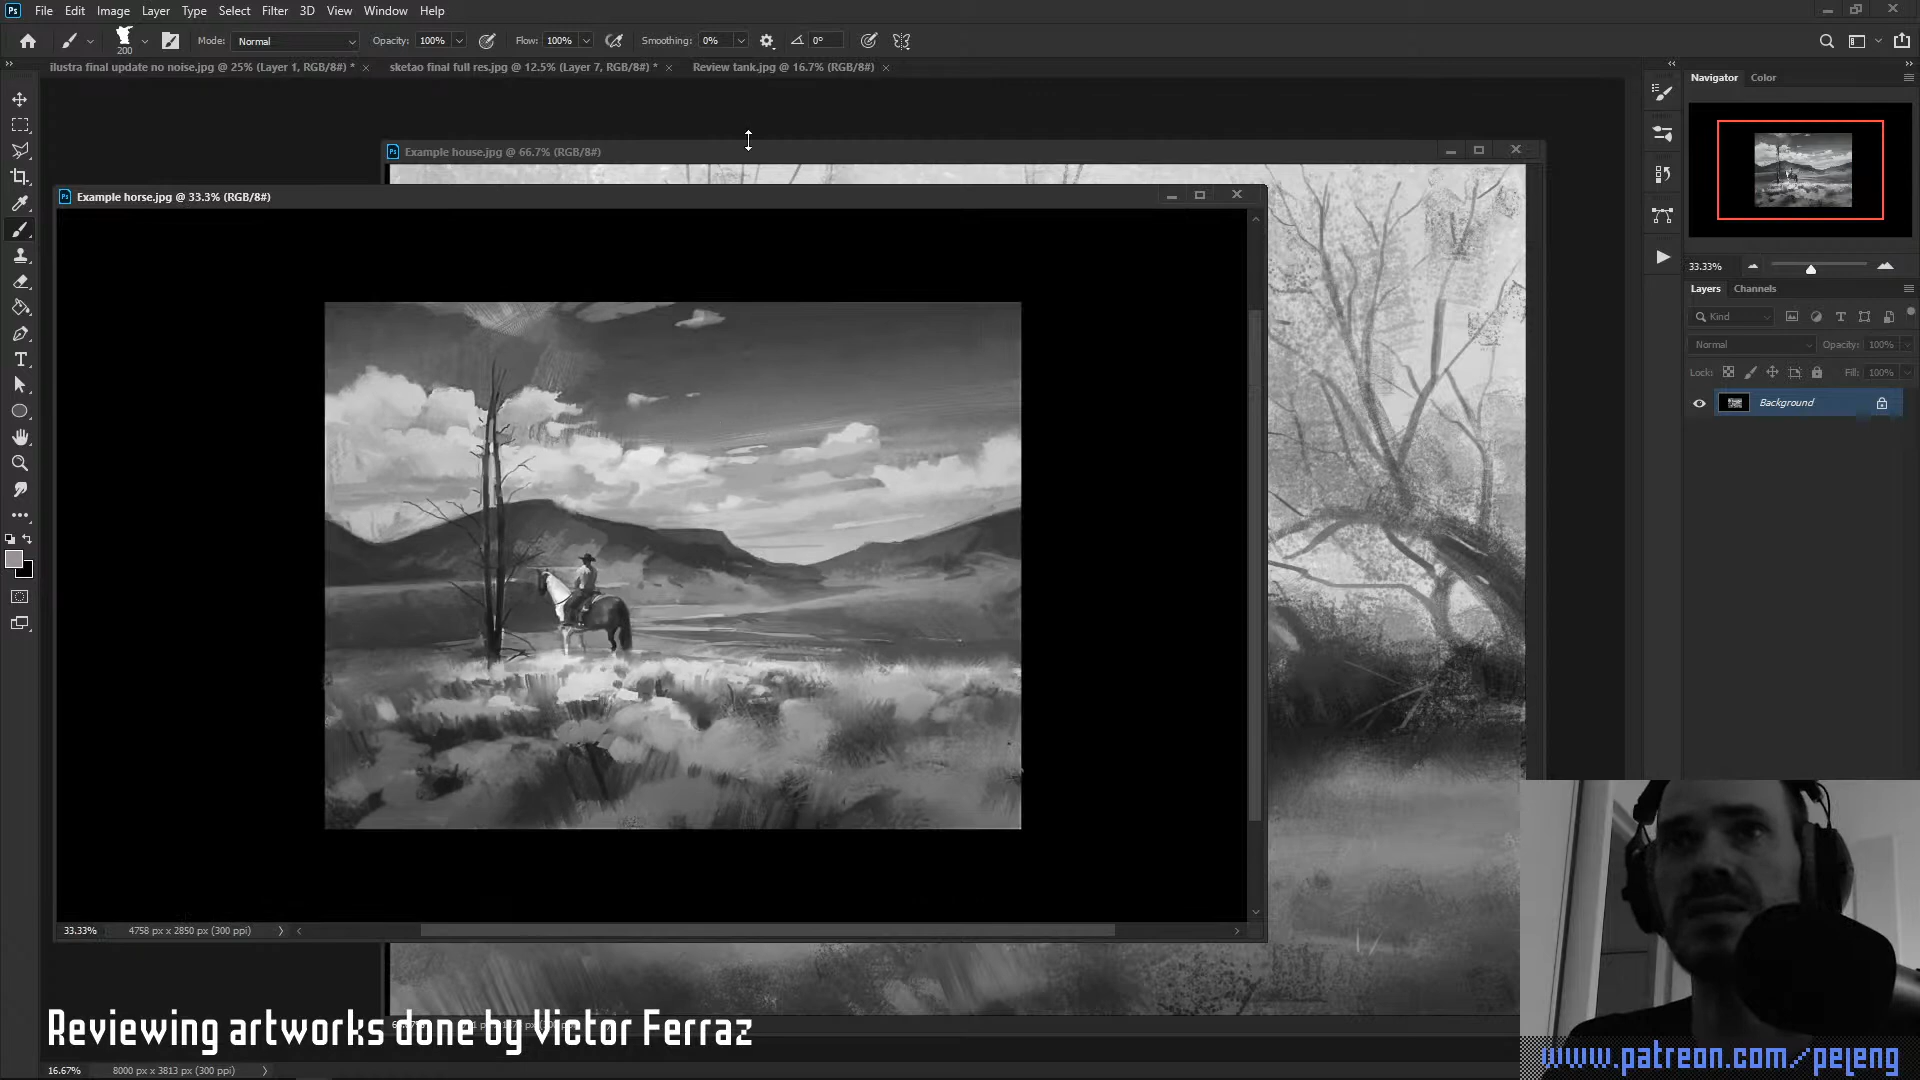 Ps File Edit Image Layer Type Select Filter 3D View Window Help
200 Mode: Normal Opacity: 100% Flow: 100% Smoothing: 0% 0°
ilustra final update no noise.jpg @ 25% (Layer 1, RGB/8#) * sketao final full res.jpg @ 12.5% (Layer 7, RGB/8#) * Review tank.jpg @ 16.7% (RGB/8#)
Navigator Color
Ps Example house.jpg @ 66.7% (RGB/8#)
Ps Example horse.jpg @ 33.3% (RGB/8#)
33.33%
Layers Channels
Kind
Normal Opacity: 100%
Lock: Fill: 100%
Background
33.33% 4758 px x 2850 px (300 ppi)
Reviewing artworks done by Victor Ferraz
www.patreon.com/peleng
16.67% 8000 px x 3813 px (300 ppi)